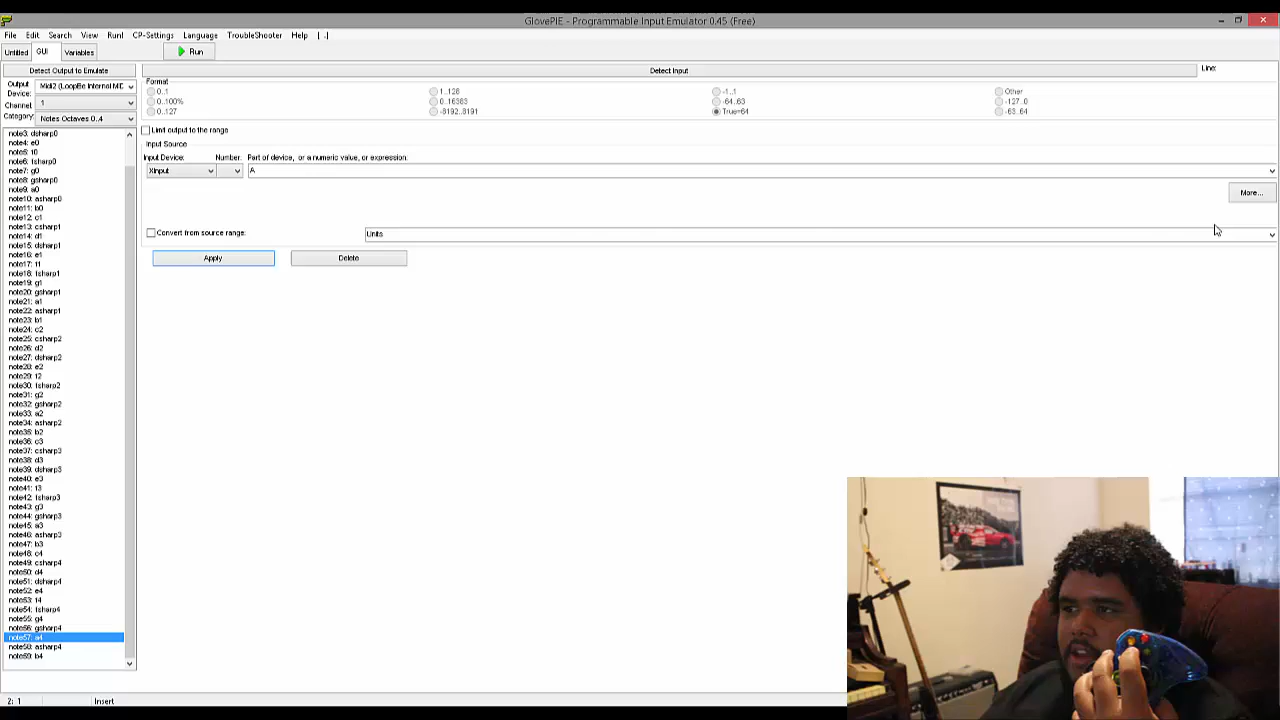 GlovePIE - Programmable Input Emulator 0.45 (Free)
File Edit Search View Run! CP-Settings Language TroubleShooter Help [ .]
Untitled GUI Variables Run
Detect Output to Emulate Detect Input Line:
Output Device: Midi2 (LoopBe Internal MIC
Channel 1
Category: Notes Octaves 0..4
Format
0..1 1..128 -1..1 Other
0..100% 0..16383 -64..63 -127..0
0..127 -8192..8191 True=64 -63..64
Limit output to the range
Input Source
Input Device: Number: Part of device, or a numeric value, or expression:
XInput A
More...
Convert from source range: Units
Apply Delete
note3: dsharp0
note4: e0
note5: f0
note6: fsharp0
note7: g0
note8: gsharp0
note9: a0
note10: asharp0
note11: b0
note12: c1
note13: csharp1
note14: d1
note15: dsharp1
note16: e1
note17: f1
note18: fsharp1
note19: g1
note20: gsharp1
note21: a1
note22: asharp1
note23: b1
note24: c2
note25: csharp2
note26: d2
note27: dsharp2
note28: e2
note29: f2
note30: fsharp2
note31: g2
note32: gsharp2
note33: a2
note34: asharp2
note35: b2
note36: c3
note37: csharp3
note38: d3
note39: dsharp3
note40: e3
note41: f3
note42: fsharp3
note43: g3
note44: gsharp3
note45: a3
note46: asharp3
note47: b3
note48: c4
note49: csharp4
note50: d4
note51: dsharp4
note52: e4
note53: f4
note54: fsharp4
note55: g4
note56: gsharp4
note57: a4
note58: asharp4
note59: b4
2: 1 Insert